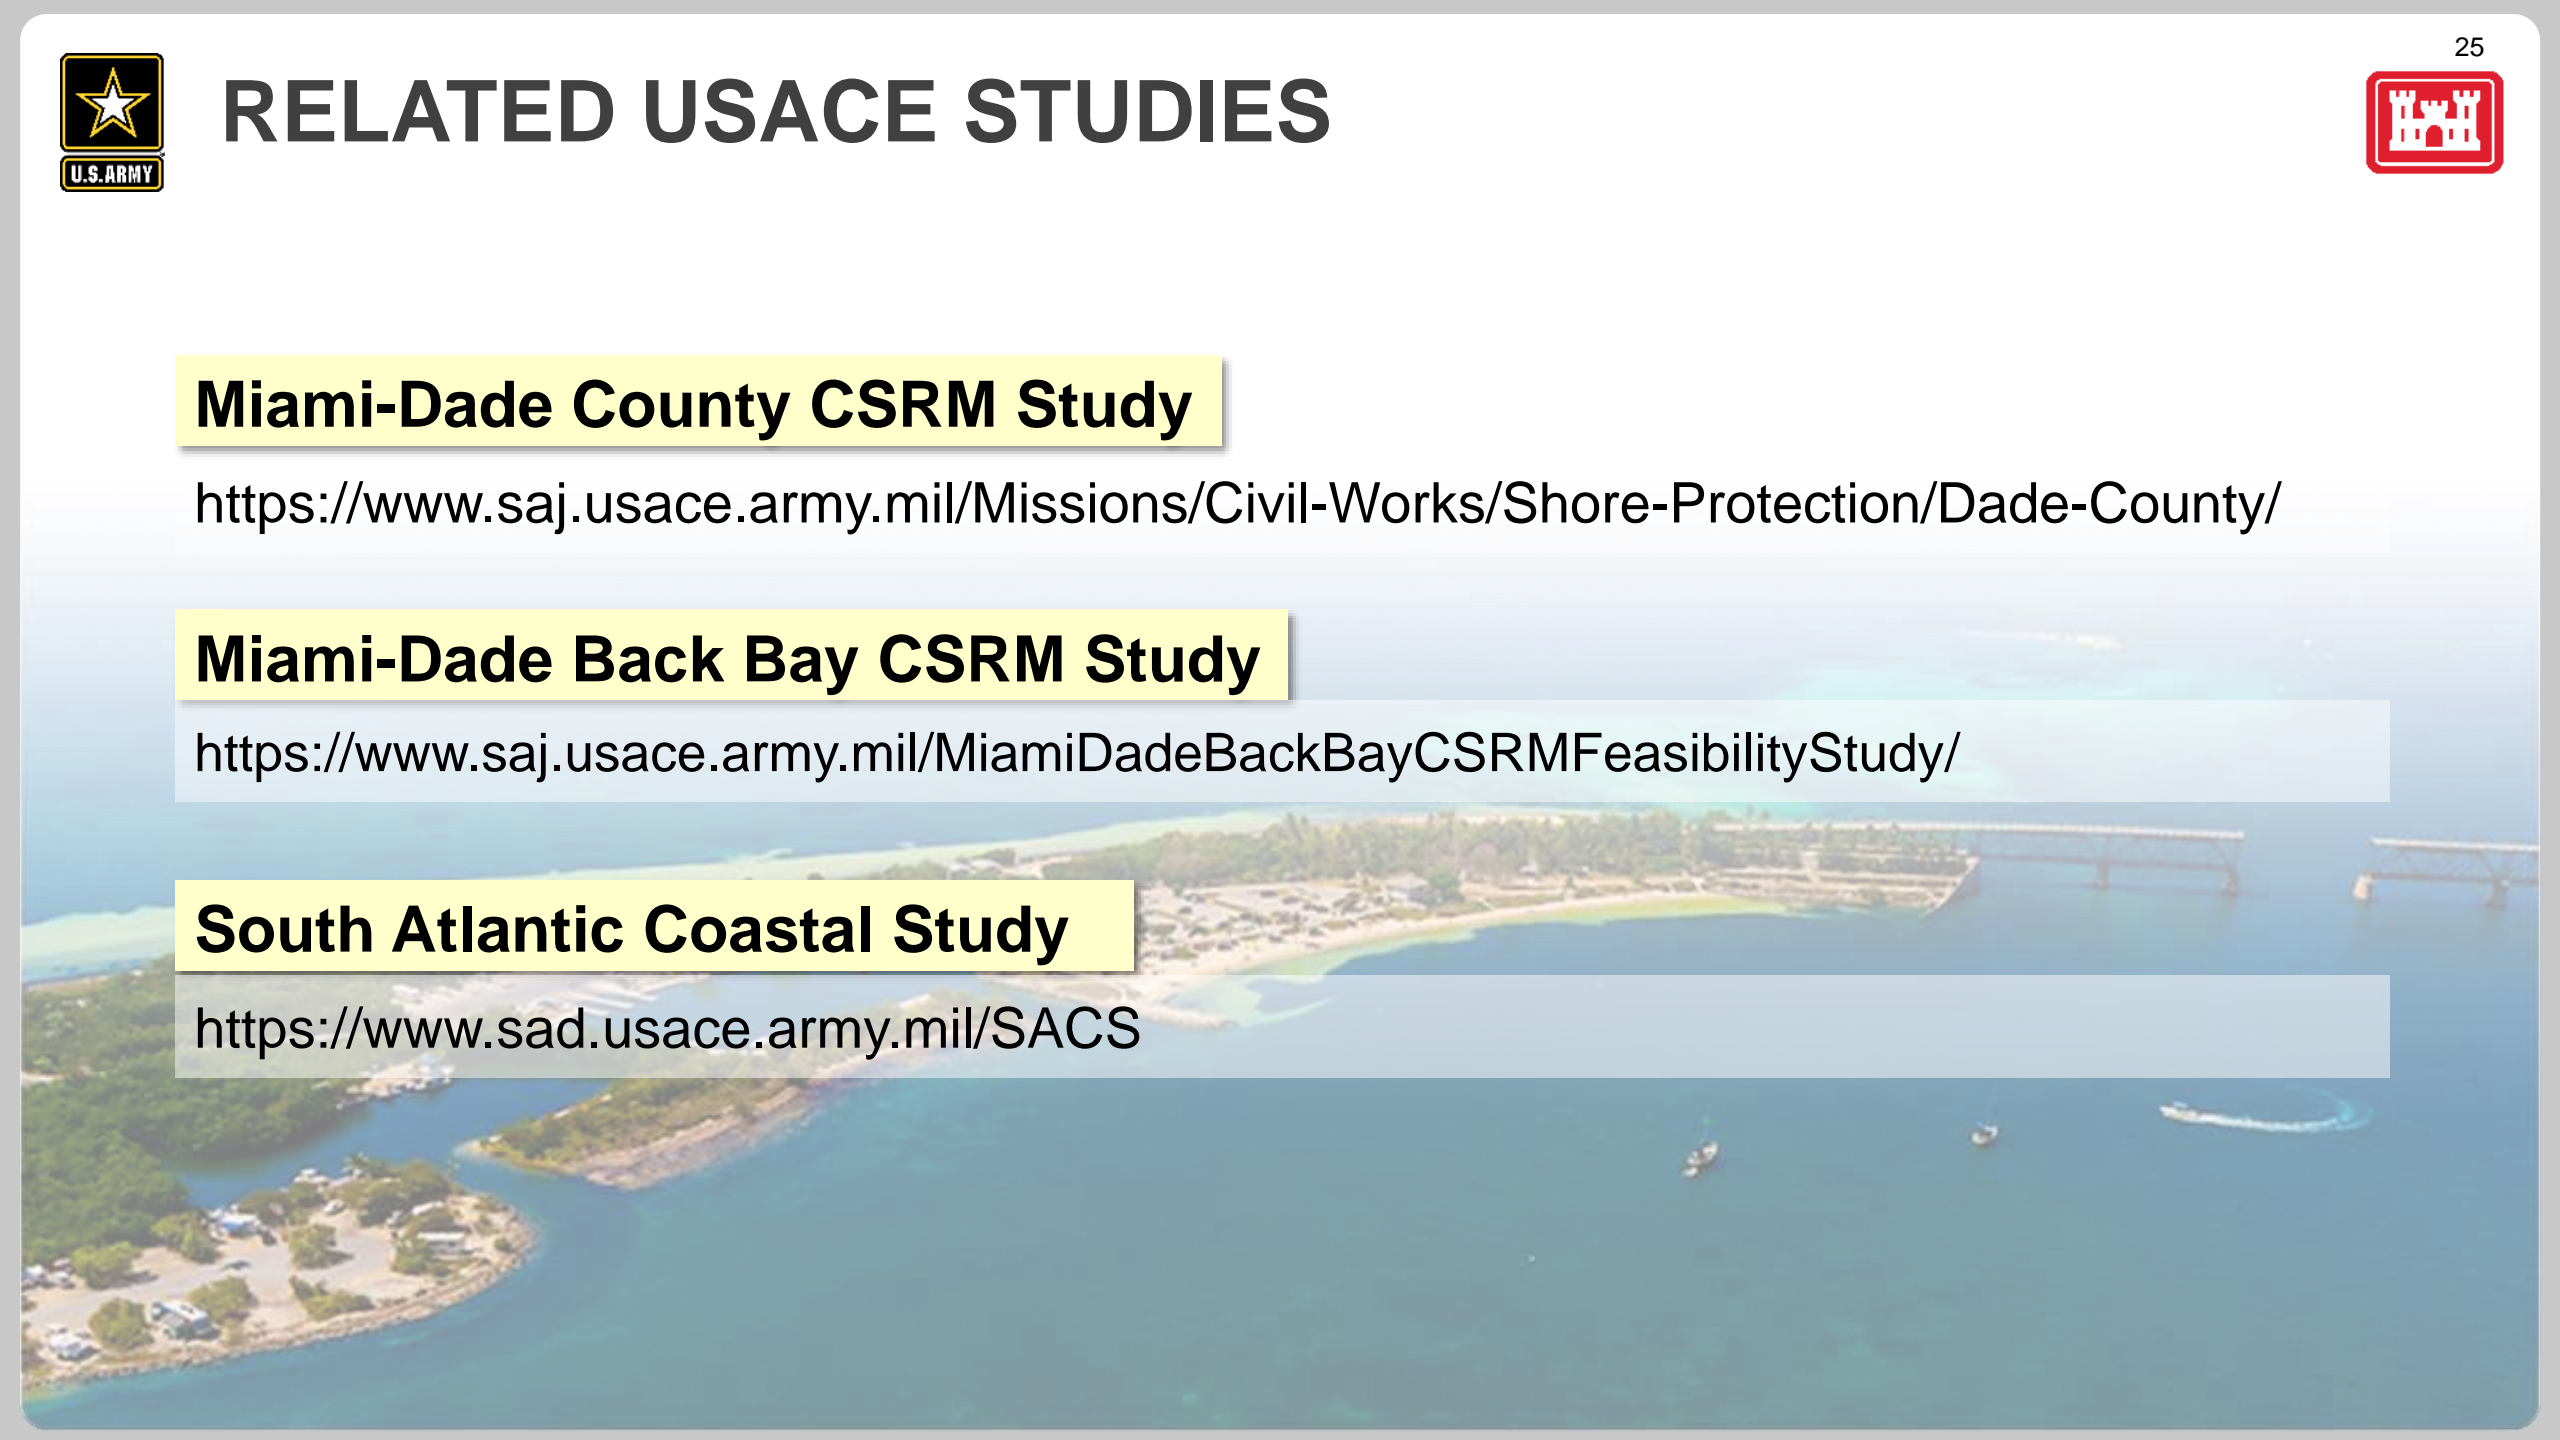 25
RELATED USACE STUDIES
U.S.ARMY
Miami-Dade County CSRM Study
https://www.saj.usace.army.mil/Missions/Civil-Works/Shore-Protection/Dade-County/
Miami-Dade Back Bay CSRM Study
https://www.saj.usace.army.mil/MiamiDadeBackBayCSRMFeasibilityStudy/
South Atlantic Coastal Study
https://www.sad.usace.army.mil/SACS